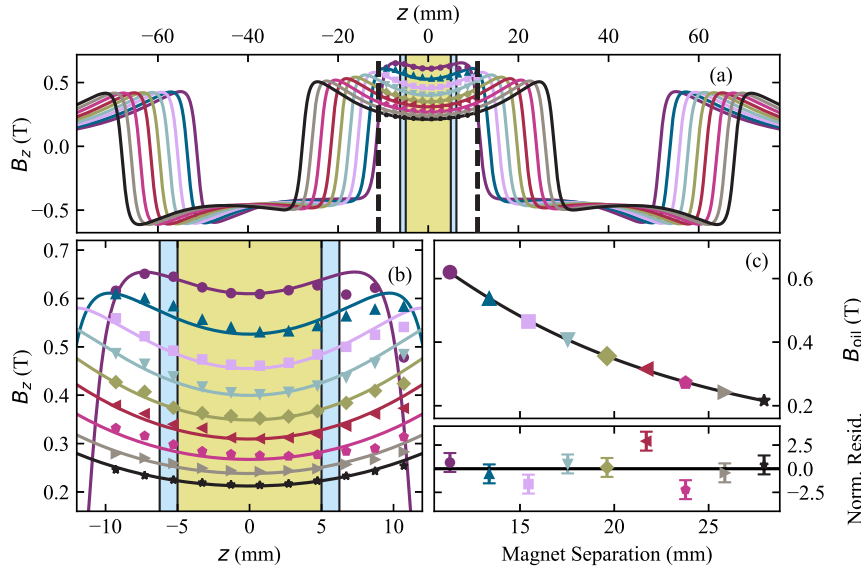 z (mm)
−60 −40 −20 0 20 40 60
(a)
B_z (T)
0.5
0.0
−0.5
(b)
B_z (T)
0.7
0.6
0.5
0.4
0.3
0.2
−10 −5 0 5 10
z (mm)
(c)
0.6
0.4
0.2
B_oil (T)
2.5
0.0
−2.5
Norm. Resid.
15 20 25
Magnet Separation (mm)